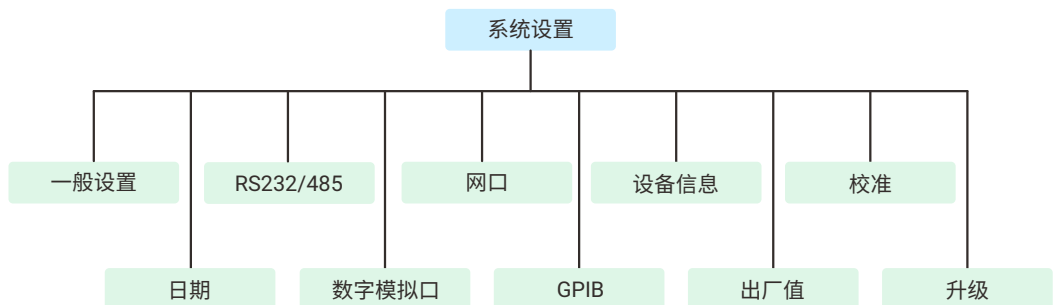 系统设置
一般设置
RS232/485
网口
设备信息
校准
日期
数字模拟口
GPIB
出厂值
升级